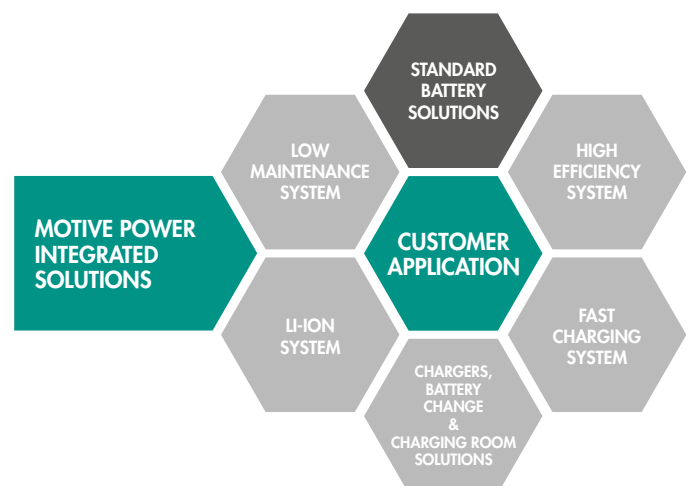 STANDARD
BATTERY
SOLUTIONS
LOW
MAINTENANCE
SYSTEM
HIGH
EFFICIENCY
SYSTEM
MOTIVE POWER
INTEGRATED
SOLUTIONS
CUSTOMER
APPLICATION
LI-ION
SYSTEM
FAST
CHARGING
SYSTEM
CHARGERS,
BATTERY
CHANGE
&
CHARGING ROOM
SOLUTIONS